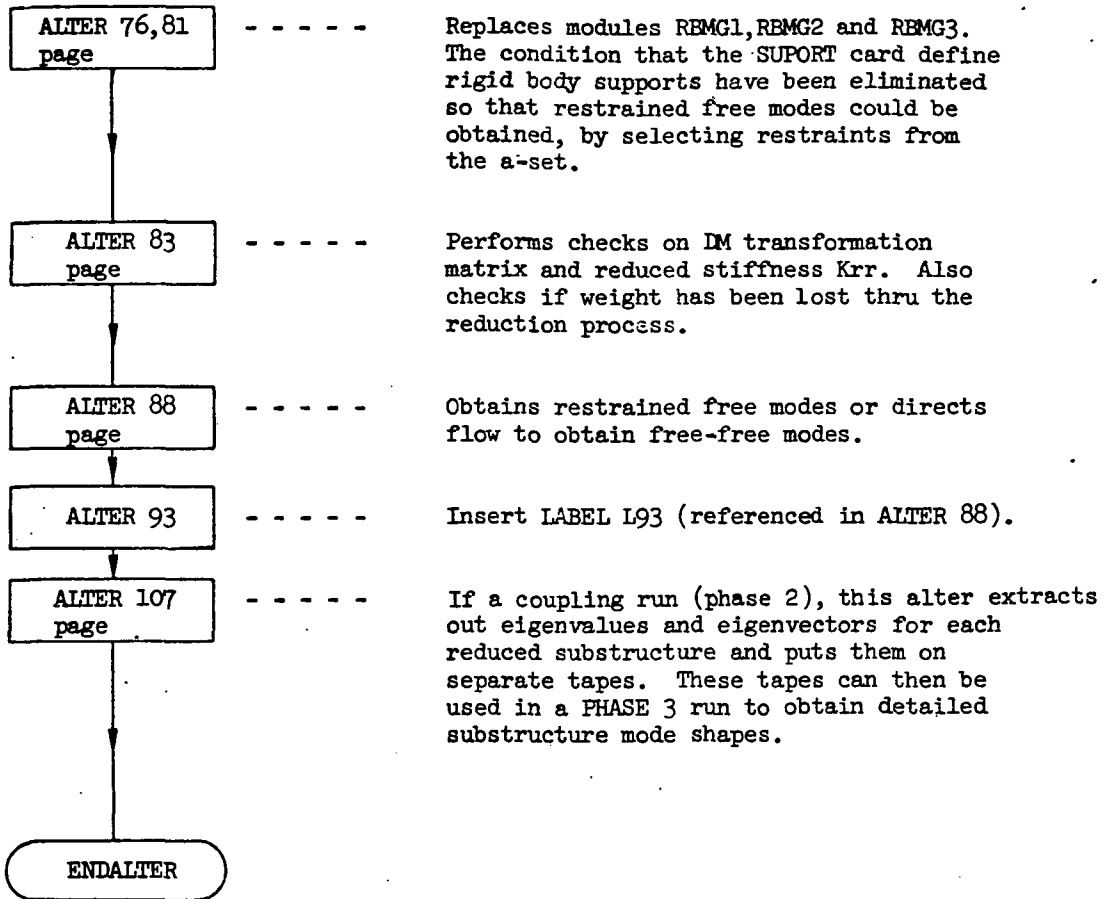 ALTER 76,81
page
Replaces modules RBMG1,RBMG2 and RBMG3.
The condition that the SUPORT card define
rigid body supports have been eliminated
so that restrained free modes could be
obtained, by selecting restraints from
the a-set.
ALTER 83
page
Performs checks on DM transformation
matrix and reduced stiffness Krr. Also
checks if weight has been lost thru the
reduction process.
ALTER 88
page
Obtains restrained free modes or directs
flow to obtain free-free modes.
ALTER 93
Insert LABEL L93 (referenced in ALTER 88).
ALTER 107
page
If a coupling run (phase 2), this alter extracts
out eigenvalues and eigenvectors for each
reduced substructure and puts them on
separate tapes. These tapes can then be
used in a PHASE 3 run to obtain detailed
substructure mode shapes.
ENDALTER